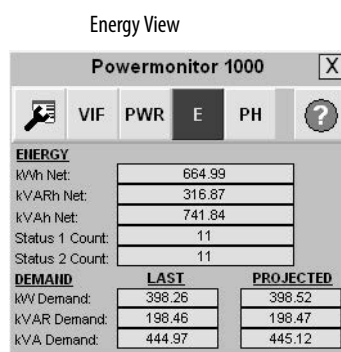 Energy View
Powermonitor 1000 X
VIF PWR E PH ?
ENERGY
kWh Net: 664.99
kVARh Net: 316.87
kVAh Net: 741.84
Status 1 Count: 11
Status 2 Count: 11
DEMAND LAST PROJECTED
kW Demand: 398.26 398.52
kVAR Demand: 198.46 198.47
kVA Demand: 444.97 445.12